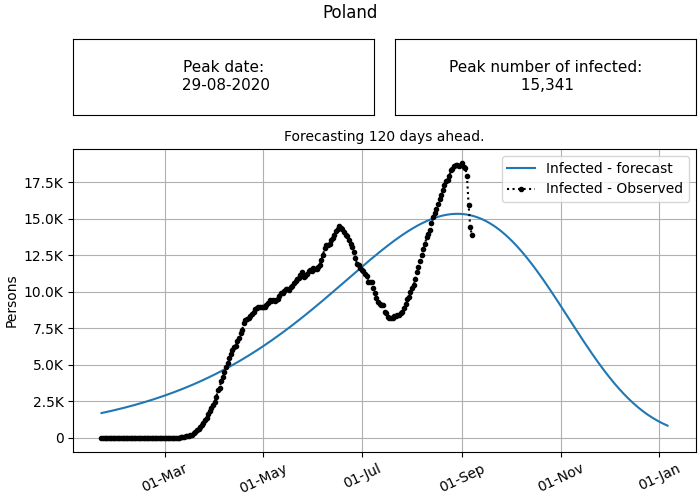 Poland
Peak date:
29-08-2020
Peak number of infected:
15,341
Forecasting 120 days ahead.
Infected - forecast
Infected - Observed
17.5K
15.0K
12.5K
10.0K
7.5K
5.0K
2.5K
0
Persons
01-Mar
01-May
01-Jul
01-Sep
01-Nov
01-Jan